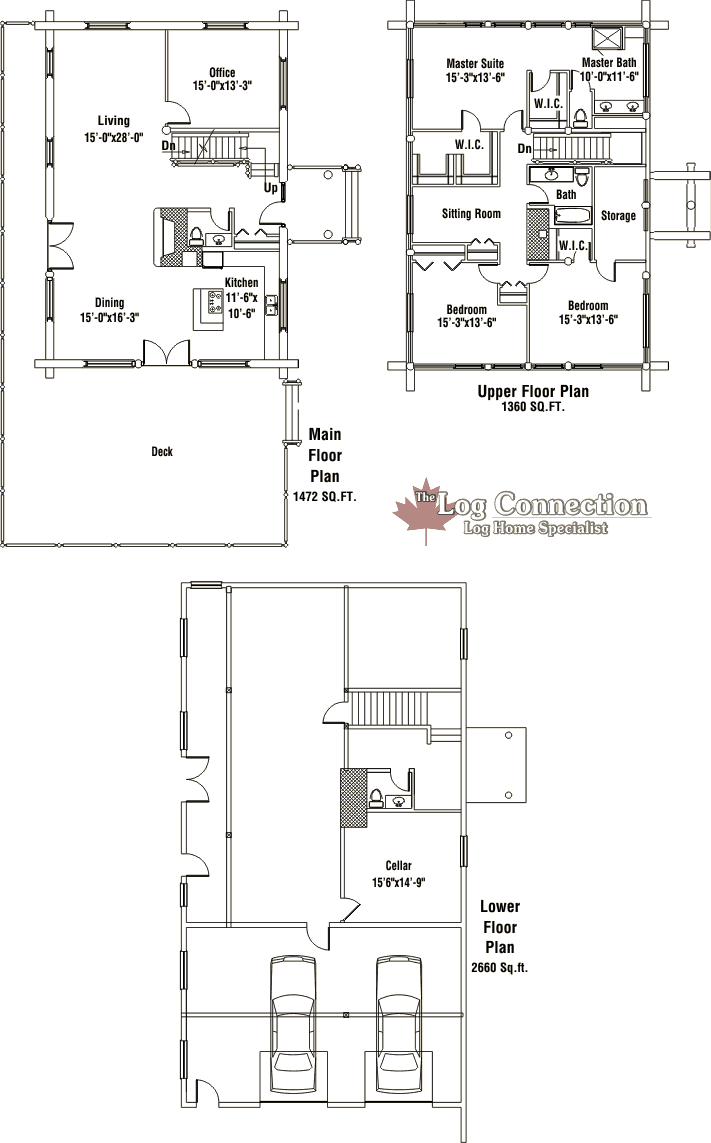 Office
15'-0"x13'-3"
Living
15'-0"x28'-0"
Dn
Up
Kitchen
11'-6"x
10'-6"
Dining
15'-0"x16'-3"
Deck
Main
Floor
Plan
1472 SQ.FT.
Master Suite
15'-3"x13'-6"
Master Bath
10'-0"x11'-6"
W.I.C.
W.I.C.
Dn
Bath
Sitting Room
Storage
W.I.C.
Bedroom
15'-3"x13'-6"
Bedroom
15'-3"x13'-6"
Upper Floor Plan
1360 SQ.FT.
The Log Connection
Log Home Specialist
Cellar
15'6"x14'-9"
Lower
Floor
Plan
2660 Sq.ft.